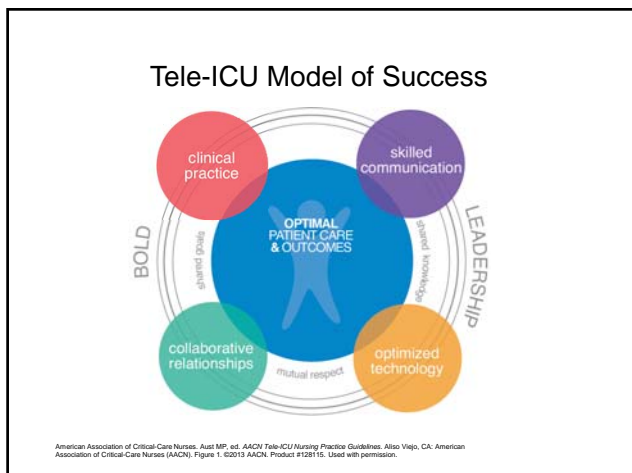 Tele-ICU Model of Success
clinical
practice
skilled
communication
OPTIMAL
PATIENT CARE
& OUTCOMES
BOLD
shared goals
shared knowledge
LEADERSHIP
collaborative
relationships
mutual respect
optimized
technology
American Association of Critical-Care Nurses. Aust MP, ed. AACN Tele-ICU Nursing Practice Guidelines. Aliso Viejo, CA: American
Association of Critical-Care Nurses (AACN). Figure 1. ©2013 AACN. Product #128115. Used with permission.